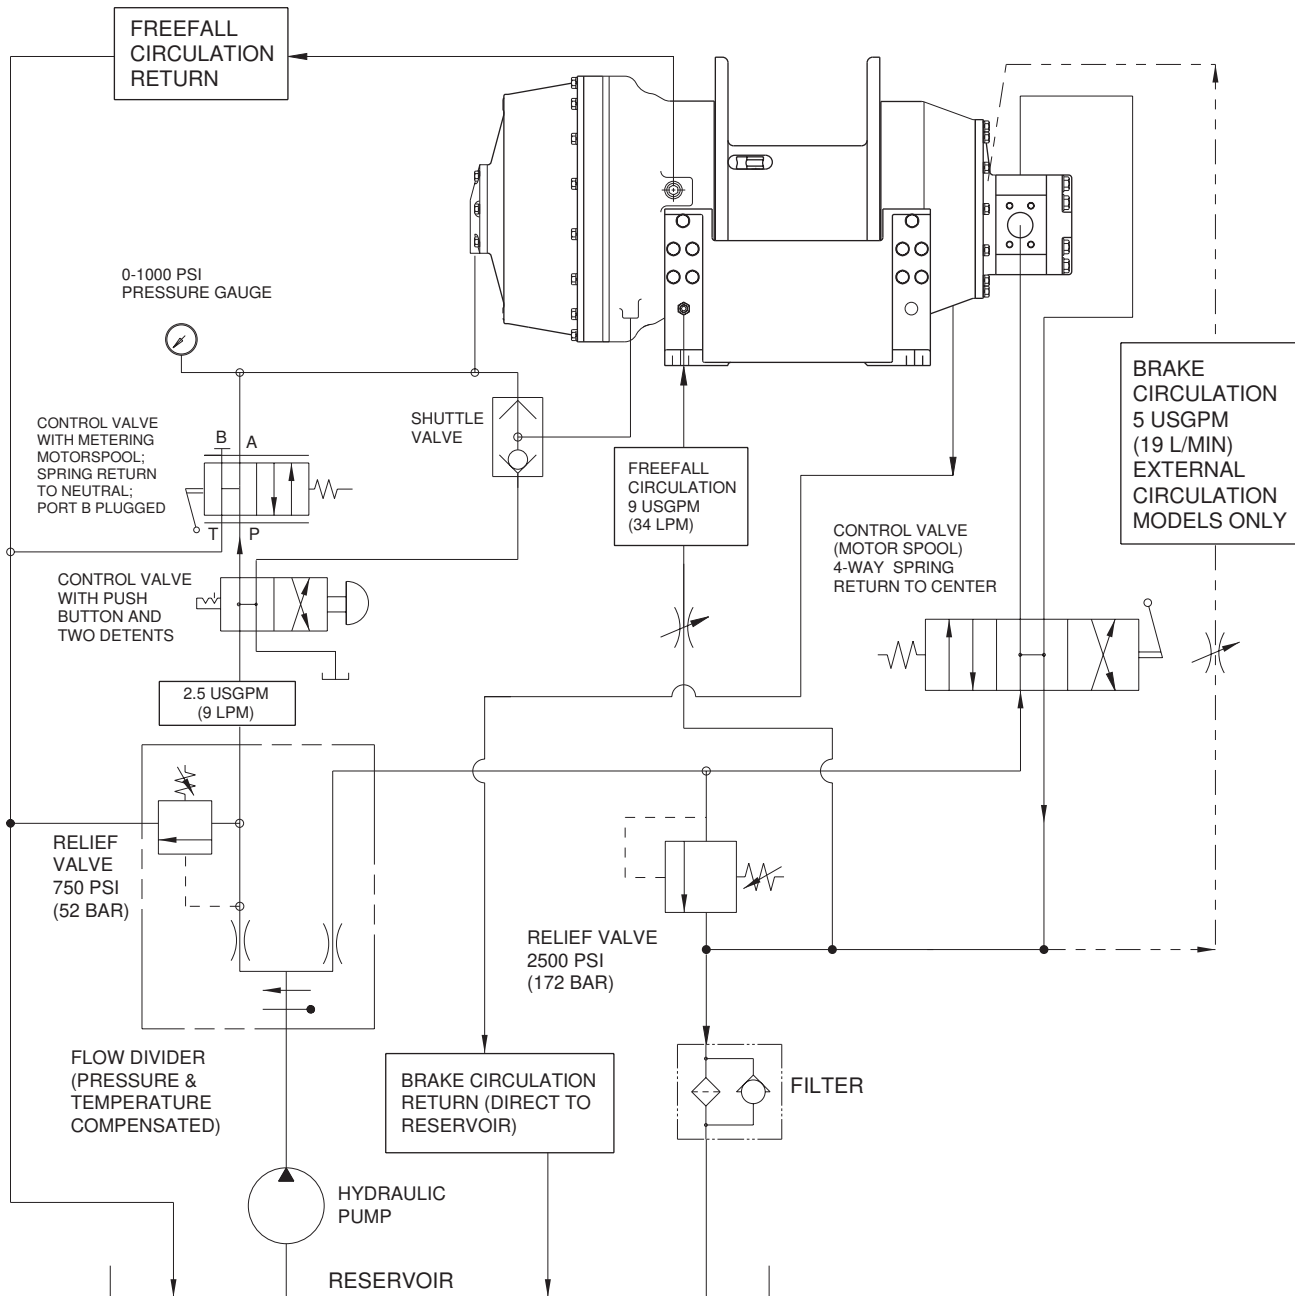 FREEFALL
CIRCULATION
RETURN
0-1000 PSI
PRESSURE GAUGE
CONTROL VALVE
WITH METERING
MOTORSPOOL;
SPRING RETURN
TO NEUTRAL;
PORT B PLUGGED
B
A
T
P
SHUTTLE
VALVE
FREEFALL
CIRCULATION
9 USGPM
(34 LPM)
BRAKE
CIRCULATION
5 USGPM
(19 L/MIN)
EXTERNAL
CIRCULATION
MODELS ONLY
CONTROL VALVE
(MOTOR SPOOL)
4-WAY SPRING
RETURN TO CENTER
CONTROL VALVE
WITH PUSH
BUTTON AND
TWO DETENTS
2.5 USGPM
(9 LPM)
RELIEF
VALVE
750 PSI
(52 BAR)
RELIEF VALVE
2500 PSI
(172 BAR)
FLOW DIVIDER
(PRESSURE &
TEMPERATURE
COMPENSATED)
BRAKE CIRCULATION
RETURN (DIRECT TO
RESERVOIR)
FILTER
HYDRAULIC
PUMP
RESERVOIR